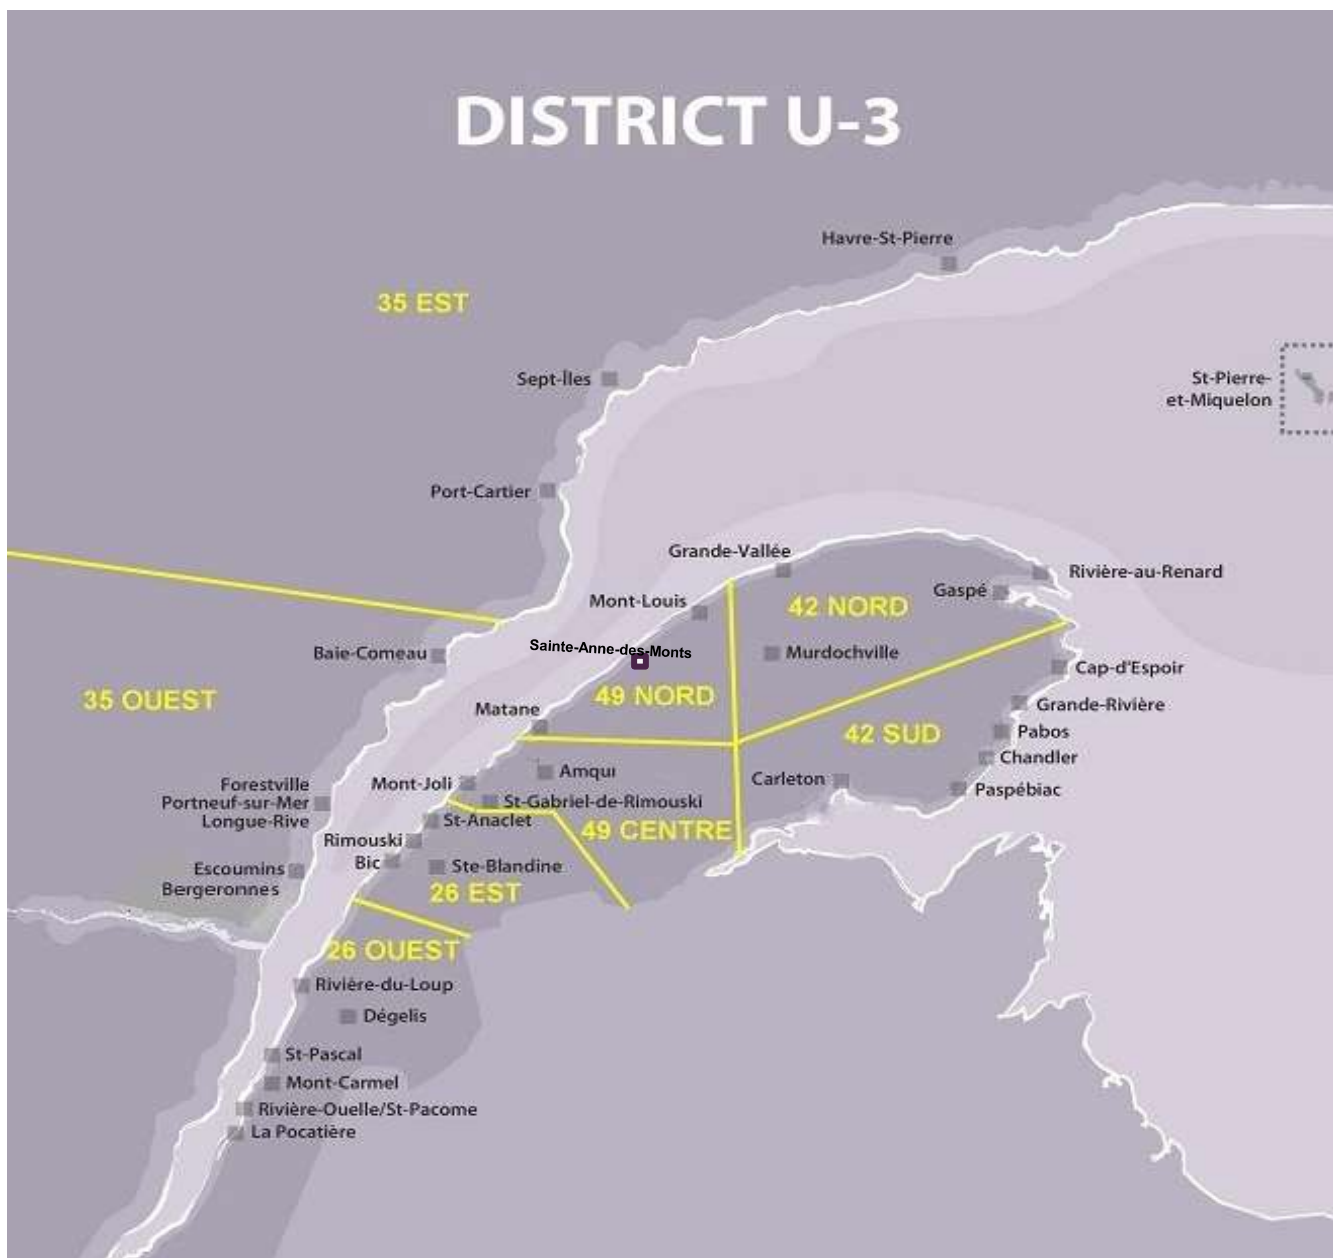 DISTRICT U-3
Havre-St-Pierre
35 EST
Sept-Îles
St-Pierre-
et-Miquelon
Port-Cartier
Grande-Vallée
Rivière-au-Renard
Gaspé
Mont-Louis
42 NORD
Baie-Comeau
Sainte-Anne-des-Monts
Murdochville
Cap-d'Espoir
35 OUEST
49 NORD
Grande-Rivière
Matane
Pabos
42 SUD
Chandler
Amqui
Mont-Joli
Carleton
Paspébiac
Forestville
Portneuf-sur-Mer
Longue-Rive
St-Gabriel-de-Rimouski
St-Anaclet
49 CENTRE
Rimouski
Bic
Ste-Blandine
Escoumins
Bergeronnes
26 EST
26 OUEST
Rivière-du-Loup
Dégelis
St-Pascal
Mont-Carmel
Rivière-Ouelle/St-Pacome
La Pocatière